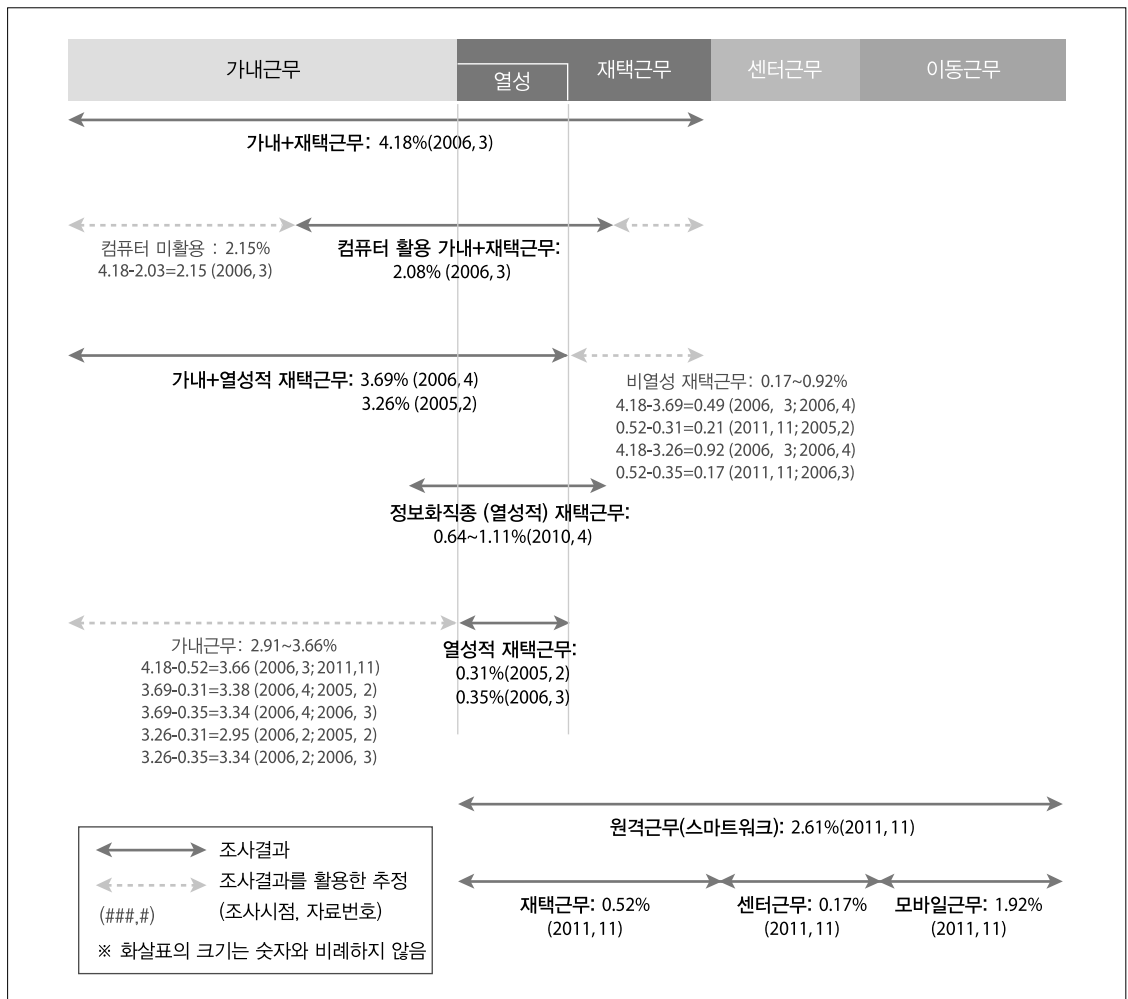 가내근무
열성
재택근무
센터근무
이동근무
가내+재택근무: 4.18%(2006, 3)
컴퓨터 미활용 : 2.15%
4.18-2.03=2.15 (2006, 3)
컴퓨터 활용 가내+재택근무:
2.08% (2006, 3)
가내+열성적 재택근무: 3.69% (2006, 4)
3.26% (2005,2)
비열성 재택근무: 0.17~0.92%
4.18-3.69=0.49 (2006, 3; 2006, 4)
0.52-0.31=0.21 (2011, 11; 2005, 2)
4.18-3.26=0.92 (2006, 3; 2006, 4)
0.52-0.35=0.17 (2011, 11; 2006, 3)
정보화직종 (열성적) 재택근무:
0.64~1.11%(2010, 4)
가내근무: 2.91~3.66%
4.18-0.52=3.66 (2006, 3; 2011, 11)
3.69-0.31=3.38 (2006, 4; 2005, 2)
3.69-0.35=3.34 (2006, 4; 2006, 3)
3.26-0.31=2.95 (2006, 2; 2005, 2)
3.26-0.35=3.34 (2006, 2; 2006, 3)
열성적 재택근무:
0.31%(2005, 2)
0.35%(2006, 3)
원격근무(스마트워크): 2.61%(2011, 11)
재택근무: 0.52%
(2011, 11)
센터근무: 0.17%
(2011, 11)
모바일근무: 1.92%
(2011, 11)
조사결과
조사결과를 활용한 추정
(###,#) (조사시점, 자료번호)
※ 화살표의 크기는 숫자와 비례하지 않음